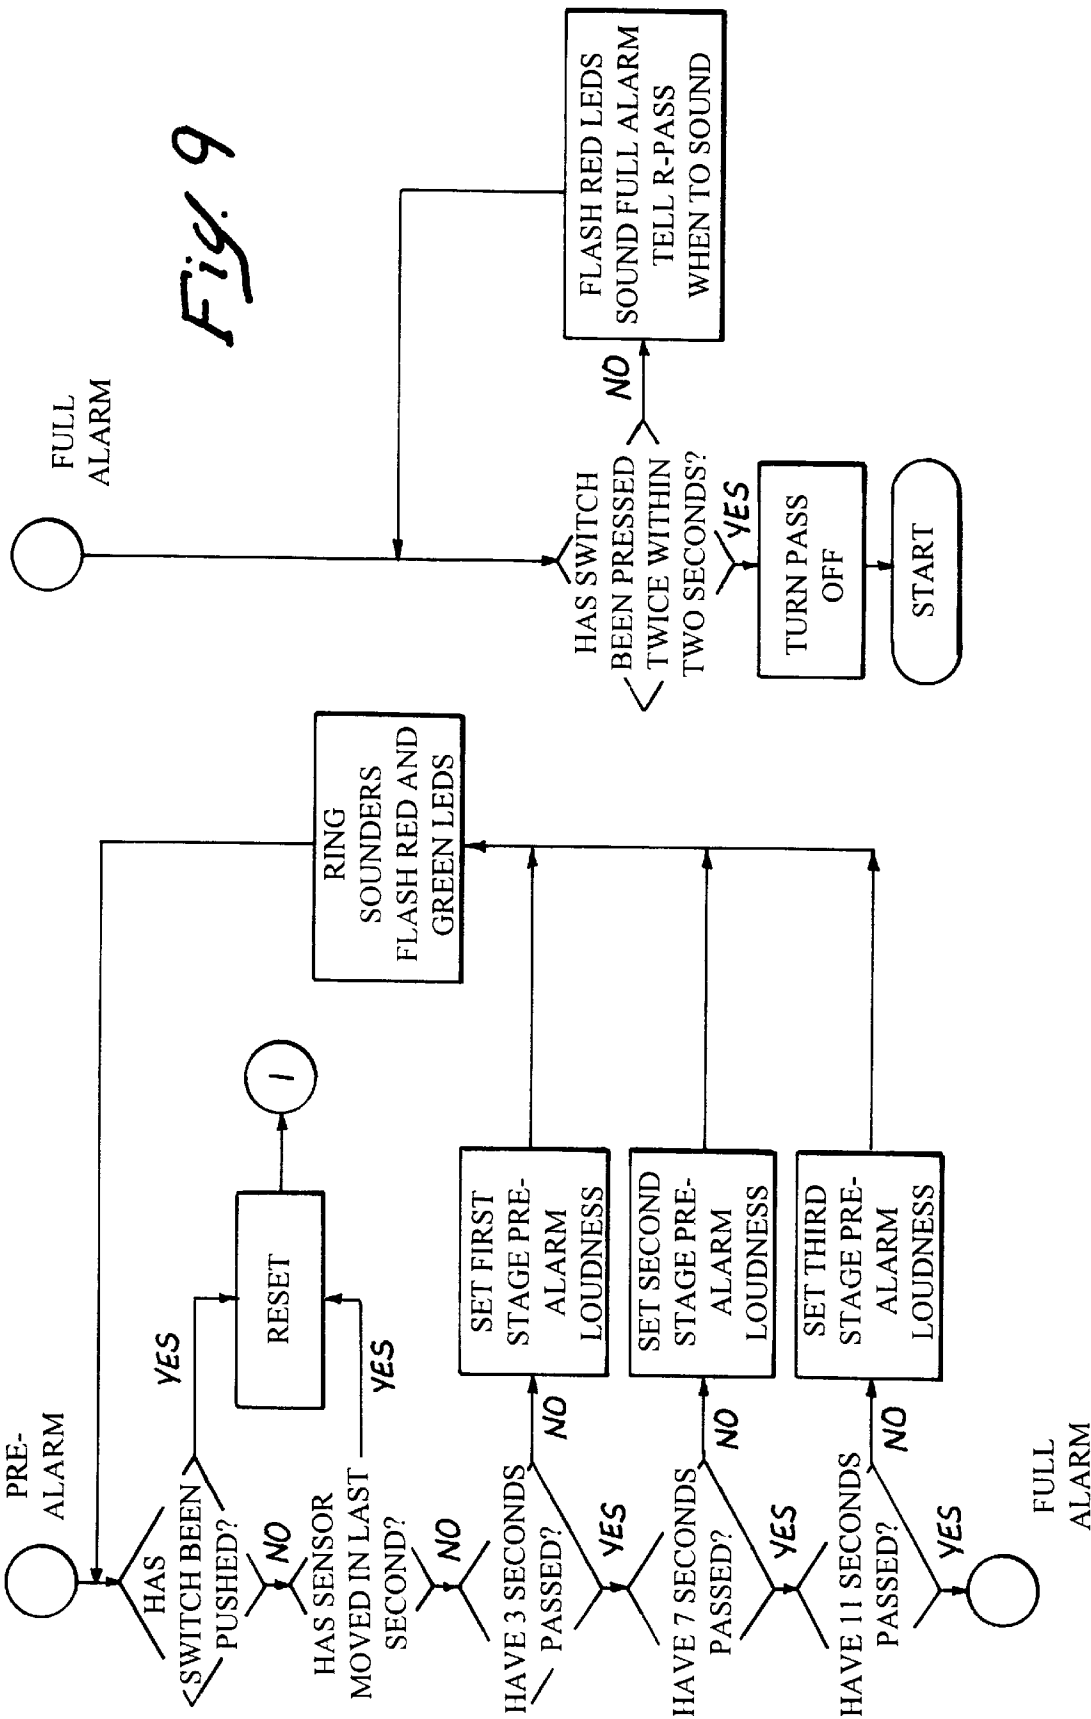 PRE-
ALARM
HAS
SWITCH BEEN
PUSHED?
YES
NO
RESET
1
HAS SENSOR
MOVED IN LAST
SECOND?
YES
NO
HAVE 3 SECONDS
PASSED?
NO
YES
SET FIRST
STAGE PRE-
ALARM
LOUDNESS
HAVE 7 SECONDS
PASSED?
NO
YES
SET SECOND
STAGE PRE-
ALARM
LOUDNESS
HAVE 11 SECONDS
PASSED?
NO
YES
SET THIRD
STAGE PRE-
ALARM
LOUDNESS
FULL
ALARM
RING
SOUNDERS
FLASH RED AND
GREEN LEDS
FULL
ALARM
HAS SWITCH
BEEN PRESSED
TWICE WITHIN
TWO SECONDS?
NO
YES
FLASH RED LEDS
SOUND FULL ALARM
TELL R-PASS
WHEN TO SOUND
TURN PASS
OFF
START
Fig. 9